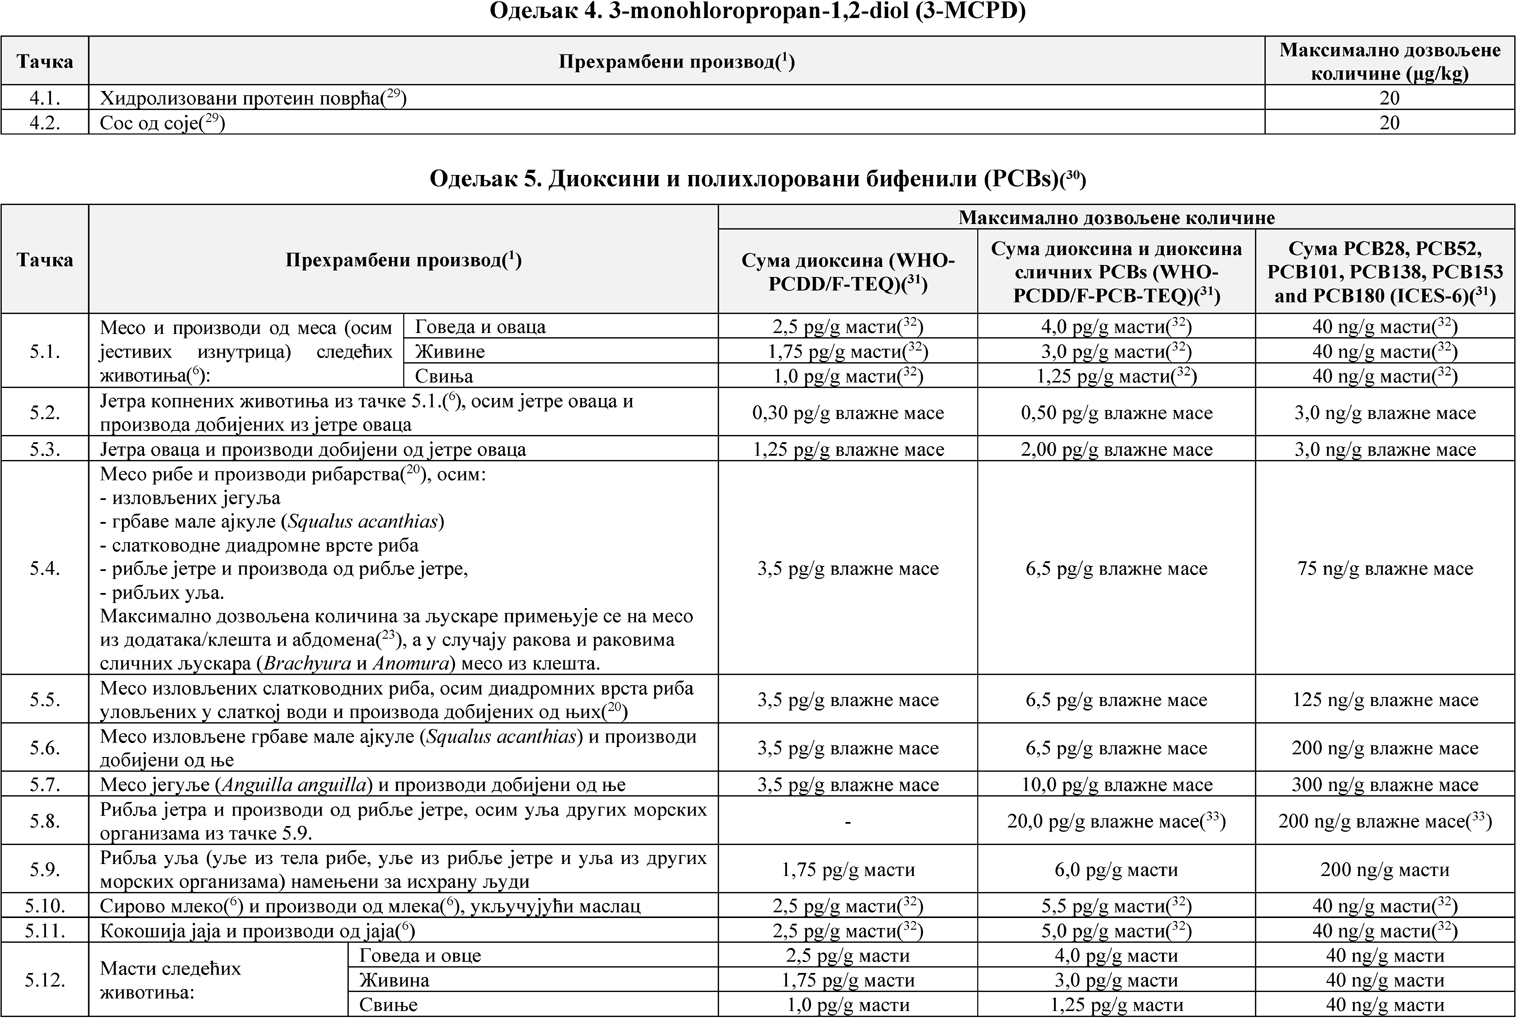 Одељак 4. 3-monohloropropan-1,2-diol (3-MCPD)
Тачка Прехрамбени производ(¹) Максимално дозвољене
количине (μg/kg)
4.1. Хидролизовани протеин поврћа(²⁹) 20
4.2. Сос од соје(²⁹) 20
Одељак 5. Диоксини и полихлоровани бифенили (PCBs)(³⁰)
Тачка Прехрамбени производ(¹) Максимално дозвољене количине
Сума диоксина (WHO-
PCDD/F-TEQ)(³¹)
Сума диоксина и диоксина
сличних PCBs (WHO-
PCDD/F-PCB-TEQ)(³¹)
Сума PCB28, PCB52,
PCB101, PCB138, PCB153
and PCB180 (ICES-6)(³¹)
5.1.
Месо и производи од меса (осим
јестивих изнутрица) следећих
животиња(⁶):
Говеда и оваца 2,5 pg/g масти(³²) 4,0 pg/g масти(³²) 40 ng/g масти(³²)
Живине 1,75 pg/g масти(³²) 3,0 pg/g масти(³²) 40 ng/g масти(³²)
Свиња 1,0 pg/g масти(³²) 1,25 pg/g масти(³²) 40 ng/g масти(³²)
5.2. Јетра копнених животиња из тачке 5.1.(⁶), осим јетре оваца и
производа добијених из јетре оваца
0,30 pg/g влажне масе 0,50 pg/g влажне масе 3,0 ng/g влажне масе
5.3. Јетра оваца и производи добијени од јетре оваца 1,25 pg/g влажне масе 2,00 pg/g влажне масе 3,0 ng/g влажне масе
5.4.
Месо рибе и производи рибарства(²⁰), осим:
- изловљених јегуља
- грбаве мале ајкуле (Squalus acanthias)
- слатководне диадромне врсте риба
- рибље јетре и производа од рибље јетре,
- рибљих уља.
Максимално дозвољена количина за љускаре примењује се на месо
из додатака/клешта и абдомена(²³), а у случају ракова и раковима
сличних љускара (Brachyura и Anomura) месо из клешта.
3,5 pg/g влажне масе 6,5 pg/g влажне масе 75 ng/g влажне масе
5.5. Месо изловљених слатководних риба, осим диадромних врста риба
уловљених у слаткој води и производа добијених од њих(²⁰)
3,5 pg/g влажне масе 6,5 pg/g влажне масе 125 ng/g влажне масе
5.6. Месо изловљене грбаве мале ајкуле (Squalus acanthias) и производи
добијени од ње
3,5 pg/g влажне масе 6,5 pg/g влажне масе 200 ng/g влажне масе
5.7. Месо јегуље (Anguilla anguilla) и производи добијени од ње 3,5 pg/g влажне масе 10,0 pg/g влажне масе 300 ng/g влажне масе
5.8. Рибља јетра и производи од рибље јетре, осим уља других морских
организама из тачке 5.9.
- 20,0 pg/g влажне масе(³³) 200 ng/g влажне масе(³³)
5.9. Рибља уља (уље из тела рибе, уље из рибље јетре и уља из других
морских организама) намењени за исхрану људи
1,75 pg/g масти 6,0 pg/g масти 200 ng/g масти
5.10. Сирово млеко(⁶) и производи од млека(⁶), укључујући маслац 2,5 pg/g масти(³²) 5,5 pg/g масти(³²) 40 ng/g масти(³²)
5.11. Кокошија јаја и производи од јаја(⁶) 2,5 pg/g масти(³²) 5,0 pg/g масти(³²) 40 ng/g масти(³²)
5.12.
Масти следећих
животиња:
Говеда и овце 2,5 pg/g масти 4,0 pg/g масти 40 ng/g масти
Живина 1,75 pg/g масти 3,0 pg/g масти 40 ng/g масти
Свиње 1,0 pg/g масти 1,25 pg/g масти 40 ng/g масти